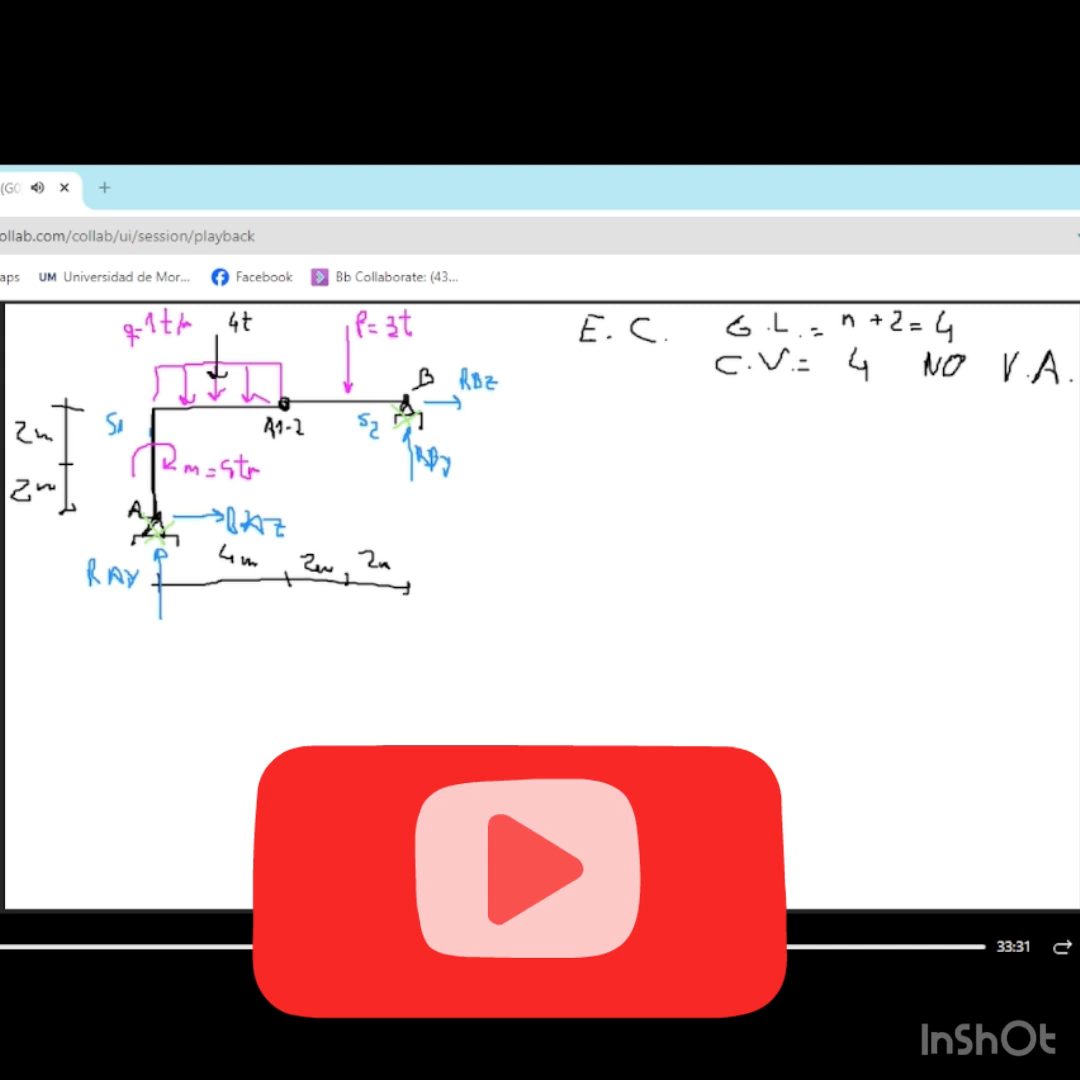 (G0
ollab.com/collab/ui/session/playback
aps UM Universidad de Mor... Facebook Bb Collaborate: (43...
q=1t/m 4t P=3t
E.C. G.L.= n+2=4
C.V.= 4 NO V.A.
B RBZ
2m S1 A1-2 S2
RBY
m=5tm
2m
A RAZ
4m 2m 2m
RAY
33:31
InShOt